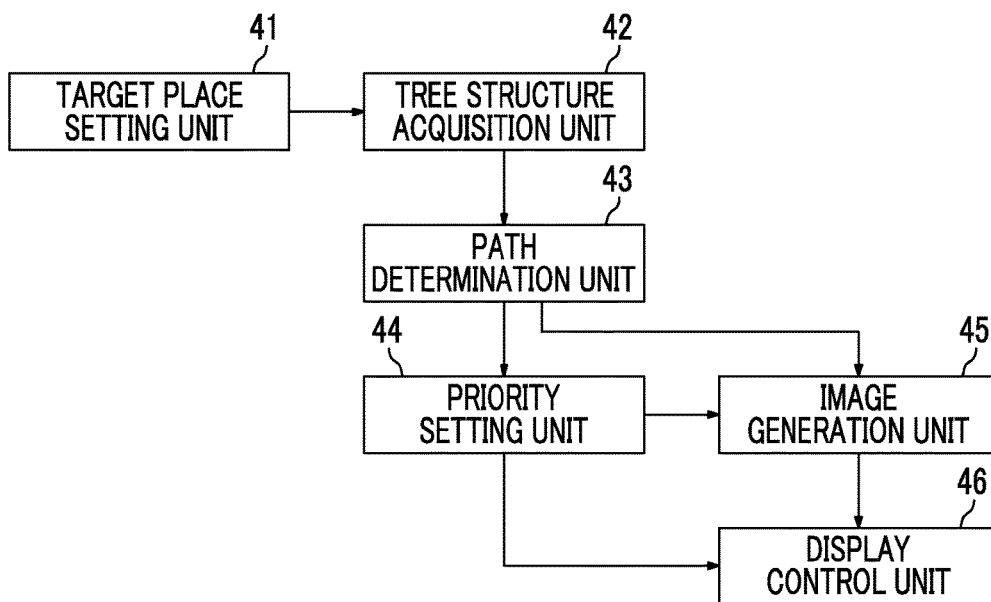 41
TARGET PLACE
SETTING UNIT
42
TREE STRUCTURE
ACQUISITION UNIT
43
PATH
DETERMINATION UNIT
44
PRIORITY
SETTING UNIT
45
IMAGE
GENERATION UNIT
46
DISPLAY
CONTROL UNIT